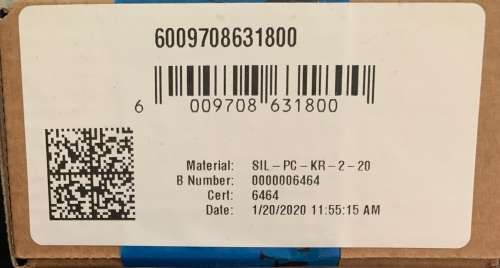 6009708631800
6 009708 631800
Material: SIL-PC-KR-2-20
B Number: 0000006464
Cert: 6464
Date: 1/20/2020 11:55:15 AM